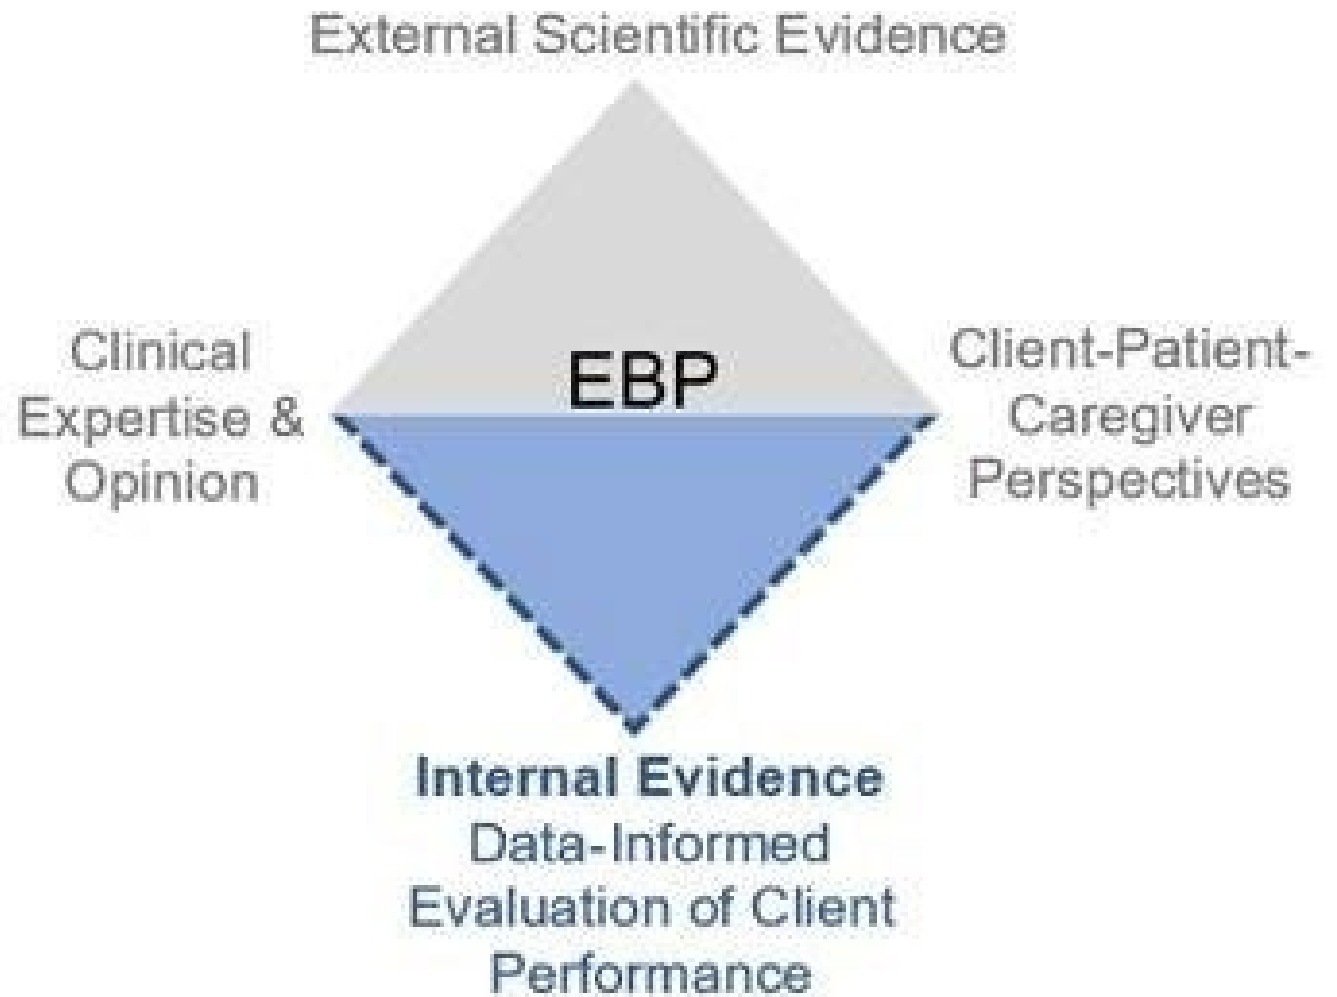 External Scientific Evidence
Clinical
Expertise &
Opinion
EBP
Client-Patient-
Caregiver
Perspectives
Internal Evidence
Data-Informed
Evaluation of Client
Performance